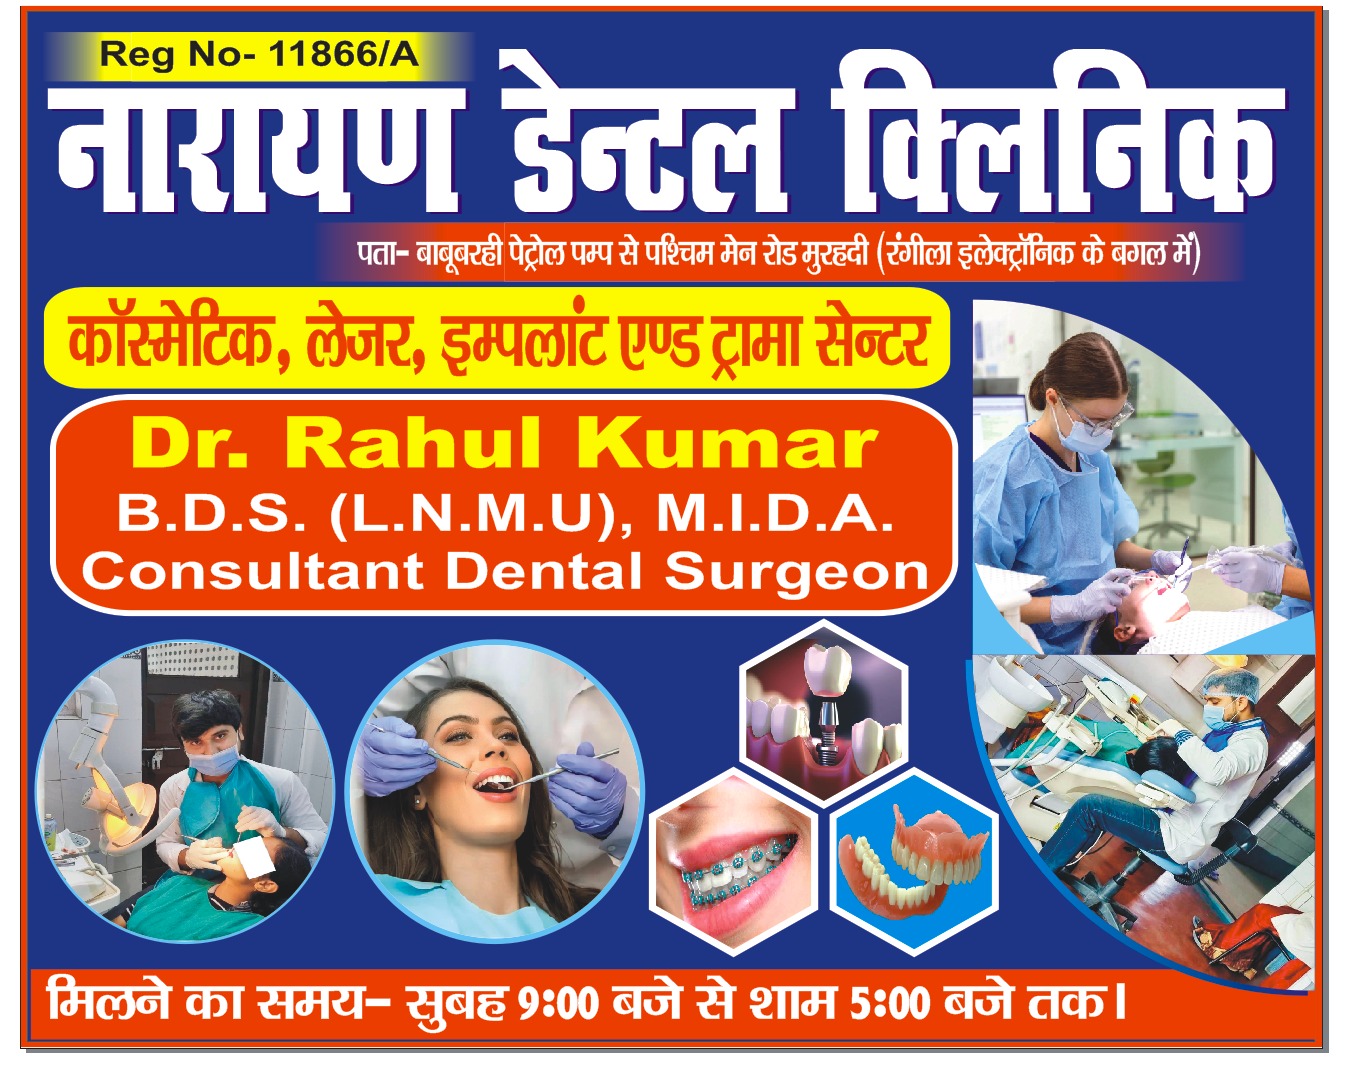 Reg No- 11866/A
नारायण डेन्टल क्लिनिक
पता- बाबूबरही पेट्रोल पम्प से पश्चिम मेन रोड मुरहदी (रंगीला इलेक्ट्रॉनिक के बगल में)
कॉस्मेटिक, लेजर, इम्पलांट एण्ड ट्रामा सेन्टर
Dr. Rahul Kumar
B.D.S. (L.N.M.U), M.I.D.A.
Consultant Dental Surgeon
मिलने का समय- सुबह 9:00 बजे से शाम 5:00 बजे तक।